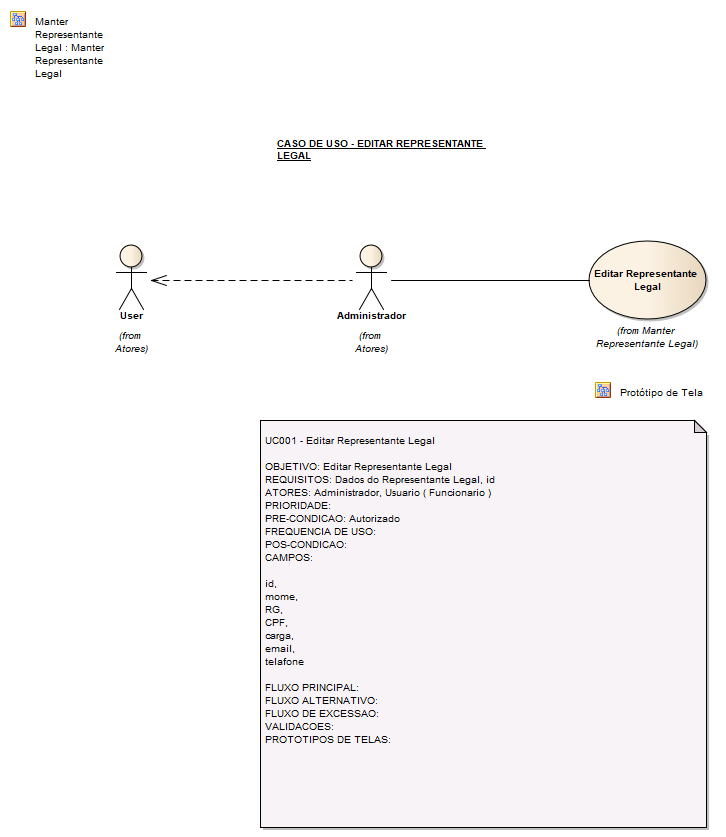 Manter
Representante
Legal : Manter
Representante
Legal
CASO DE USO - EDITAR REPRESENTANTE
LEGAL
User
(from
Atores)
Administrador
(from
Atores)
Editar Representante
Legal
(from Manter
Representante Legal)
Protótipo de Tela
UC001 - Editar Representante Legal
OBJETIVO: Editar Representante Legal
REQUISITOS: Dados do Representante Legal, id
ATORES: Administrador, Usuario ( Funcionario )
PRIORIDADE:
PRE-CONDICAO: Autorizado
FREQUENCIA DE USO:
POS-CONDICAO:
CAMPOS:
id,
mome,
RG,
CPF,
carga,
email,
telafone
FLUXO PRINCIPAL:
FLUXO ALTERNATIVO:
FLUXO DE EXCESSAO:
VALIDACOES:
PROTOTIPOS DE TELAS: